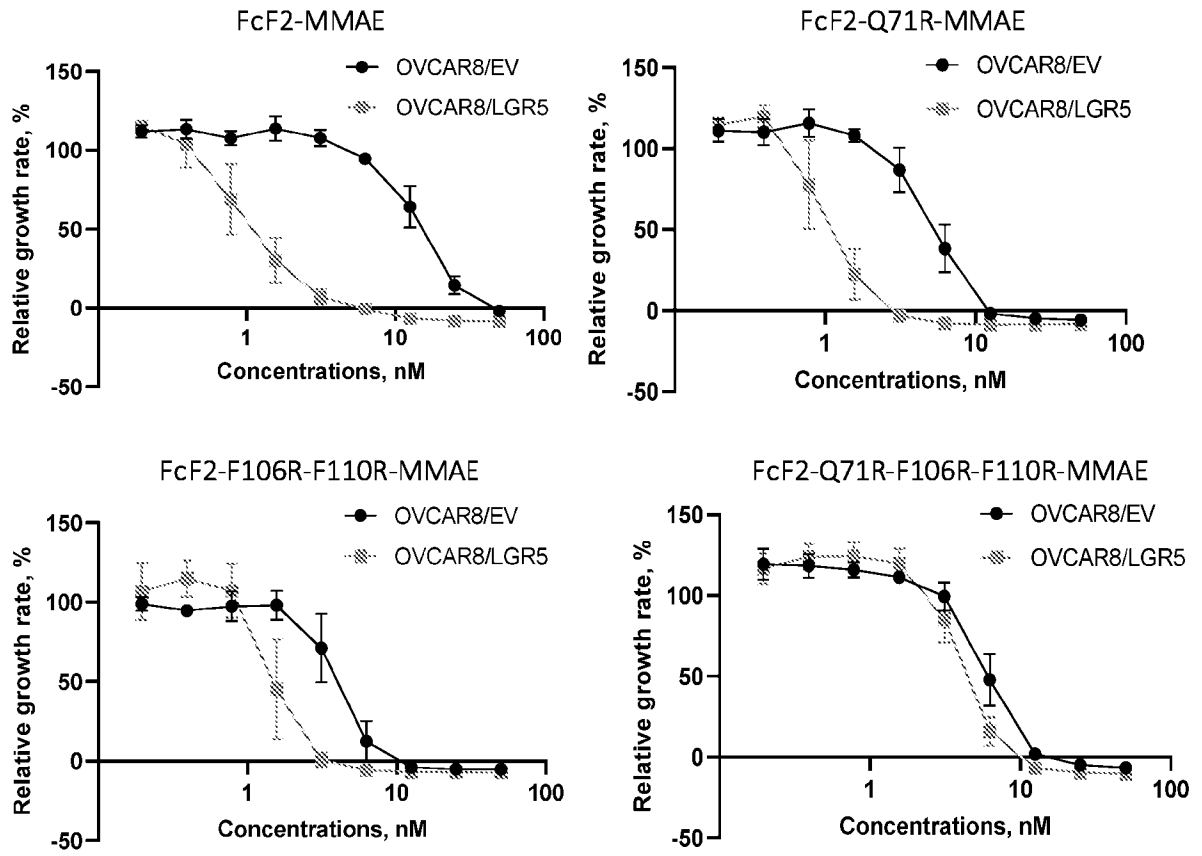 FcF2-MMAE
OVCAR8/EV
OVCAR8/LGR5
Relative growth rate, %
150
100
50
0
-50
1
10
100
Concentrations, nM
FcF2-Q71R-MMAE
OVCAR8/EV
OVCAR8/LGR5
Relative growth rate, %
150
100
50
0
-50
1
10
100
Concentrations, nM
FcF2-F106R-F110R-MMAE
OVCAR8/EV
OVCAR8/LGR5
Relative growth rate, %
150
100
50
0
-50
1
10
100
Concentrations, nM
FcF2-Q71R-F106R-F110R-MMAE
OVCAR8/EV
OVCAR8/LGR5
Relative growth rate, %
150
100
50
0
-50
1
10
100
Concentrations, nM